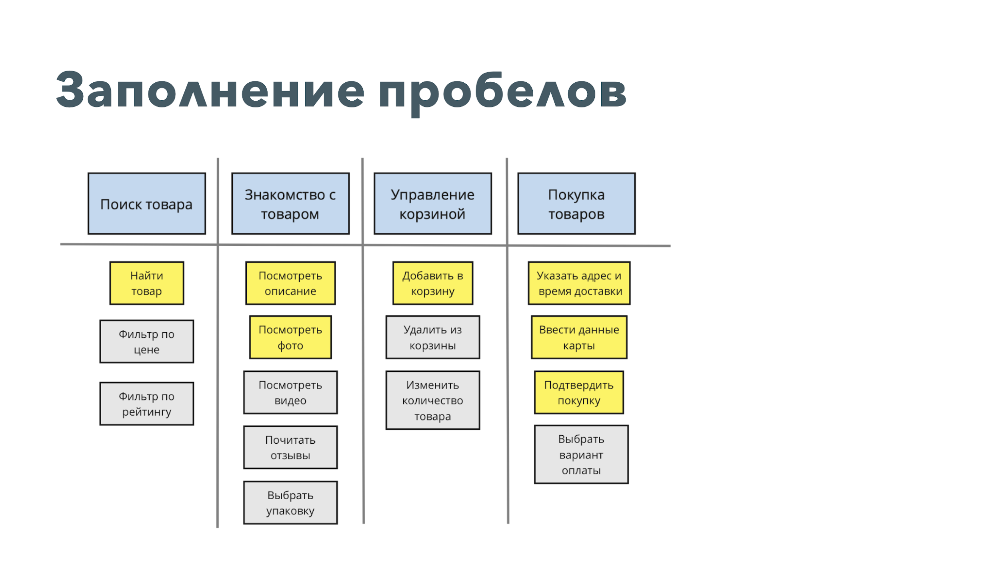 Заполнение пробелов
Поиск товара
Знакомство с
товаром
Управление
корзиной
Покупка
товаров
Найти
товар
Фильтр по
цене
Фильтр по
рейтингу
Посмотреть
описание
Посмотреть
фото
Посмотреть
видео
Почитать
отзывы
Выбрать
упаковку
Добавить в
корзину
Удалить из
корзины
Изменить
количество
товара
Указать адрес и
время доставки
Ввести данные
карты
Подтвердить
покупку
Выбрать
вариант
оплаты